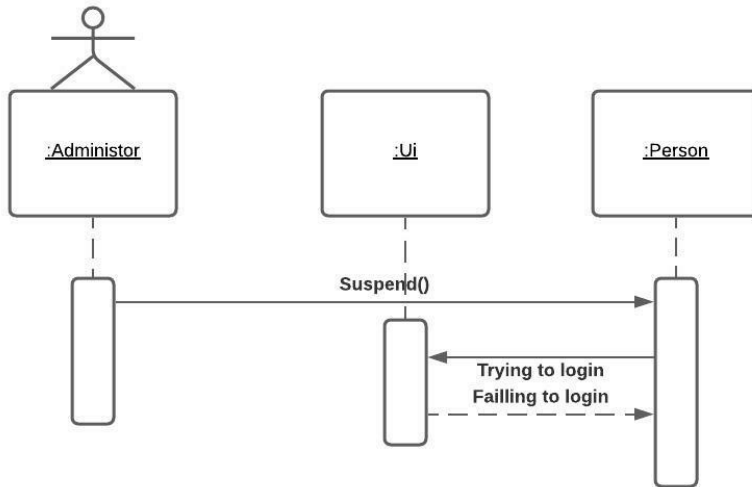 :Administor
:Ui
:Person
Suspend()
Trying to login
Failling to login